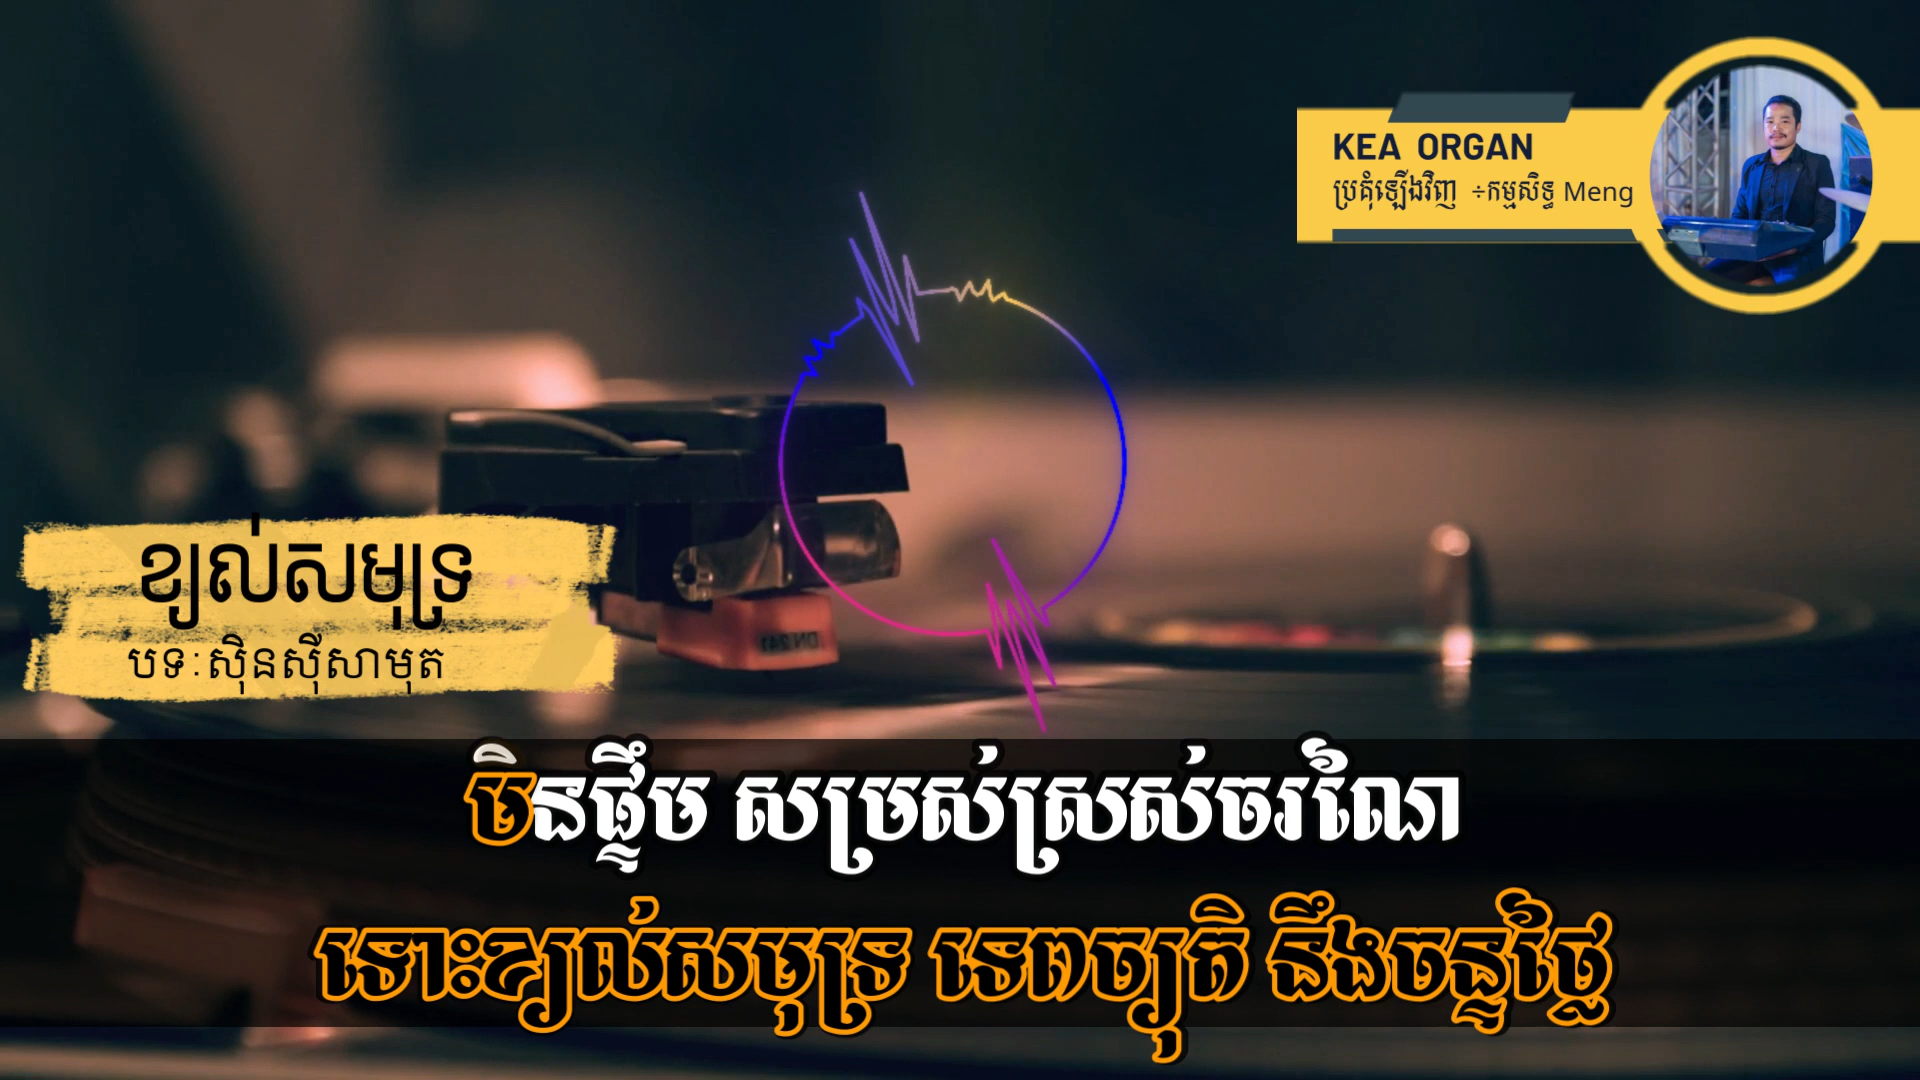 KEA ORGAN
ប្រគុំឡើងវិញ ÷កម្មសិទ្ធ Meng
ខ្យល់សមុទ្រ
បទ:ស៊ិនស៊ីសាមុត
មិនផ្ទឹម សម្រស់ស្រស់ចរណៃ
ទោះខ្យល់សមុទ្រ ទេពច្យុតិ នឹងចន្ទថ្លៃ